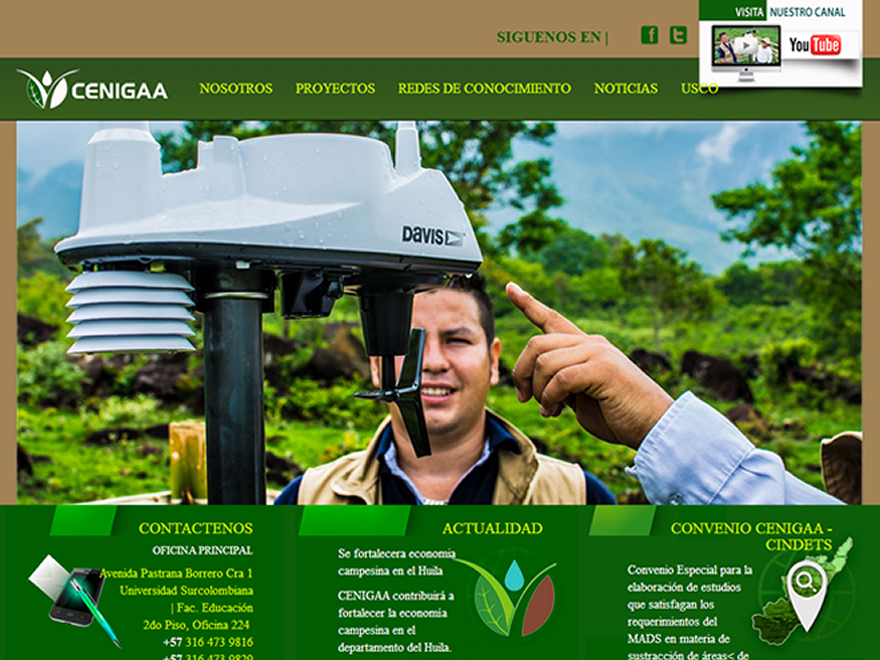 VISITA NUESTRO CANAL
SIGUENOS EN |
You Tube
CENIGAA
NOSOTROS PROYECTOS REDES DE CONOCIMIENTO NOTICIAS USCO
DAVIS
CONTACTENOS
OFICINA PRINCIPAL
Avenida Pastrana Borrero Cra 1
Universidad Surcolombiana
| Fac. Educación
2do Piso, Oficina 224
+57 316 473 9816
+57 316 473 9829
ACTUALIDAD
Se fortalecera economia
campesina en el Huila
CENIGAA contribuirá a
fortalecer la economía
campesina en el
departamento del Huila.
CONVENIO CENIGAA -
CINDETS
Convenio Especial para la
elaboración de estudios
que satisfagan los
requerimientos del
MADS en materia de
sustracción de áreas< de